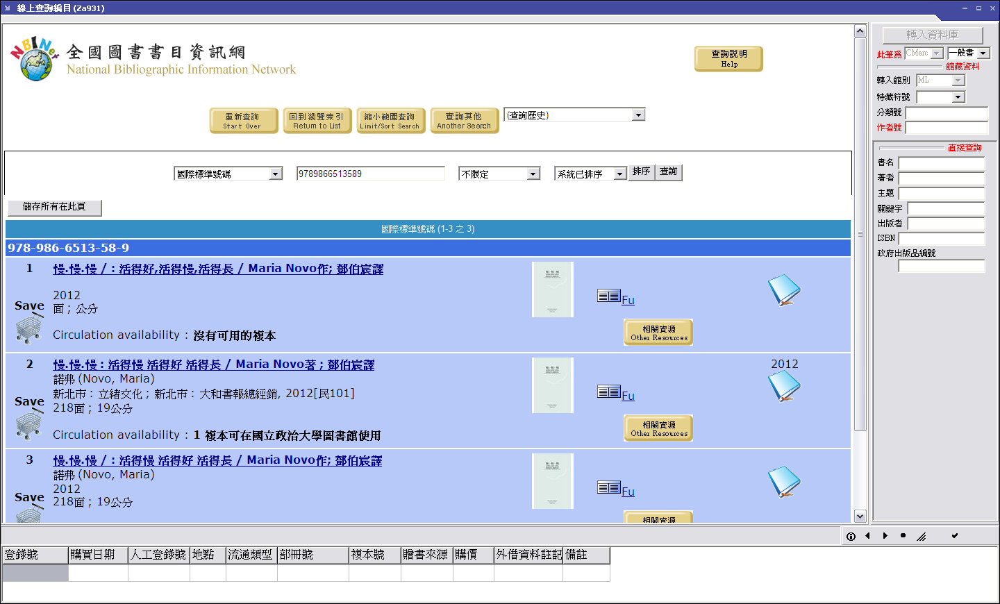 線上查詢編目 (Za931)
NBINet
全國圖書書目資訊網
National Bibliographic Information Network
查詢說明
Help
重新查詢
Start Over
回到瀏覽索引
Return to List
縮小範圍查詢
Limit/Sort Search
查詢其他
Another Search
(查詢歷史)
國際標準號碼 9789866513589 不限定 系統已排序 排序 查詢
儲存所有在此頁
國際標準號碼 (1-3 之 3)
978-986-6513-58-9
1 慢.慢.慢 / : 活得好,活得慢,活得長 / Maria Novo作; 鄧伯宸譯
2012
面 ; 公分
Save
Circulation availability : 沒有可用的複本
Fu
相關資源
Other Resources
2 慢.慢.慢 : 活得慢 活得好 活得長 / Maria Novo著 ; 鄧伯宸譯
諾弗 (Novo, Maria)
新北市 : 立緒文化 ; 新北市 : 大和書報總經銷, 2012[民101]
218面 ; 19公分
Save
Circulation availability : 1 複本可在國立政治大學圖書館使用
Fu
相關資源
Other Resources
2012
3 慢.慢.慢 / : 活得慢 活得好 活得長 / Maria Novo作; 鄧伯宸譯
諾弗 (Novo, Maria)
2012
218面 ; 19公分
Save
Fu
相關資源
轉入資料庫
此筆為 CMarc 一般書
館藏資料
轉入館別 ML
特藏符號
分類號
作者號
直接查詢
書名
著者
主題
關鍵字
出版者
ISBN
政府出版品編號
登錄號 購買日期 人工登錄號 地點 流通類型 部冊號 複本號 贈書來源 購價 外借資料註記 備註